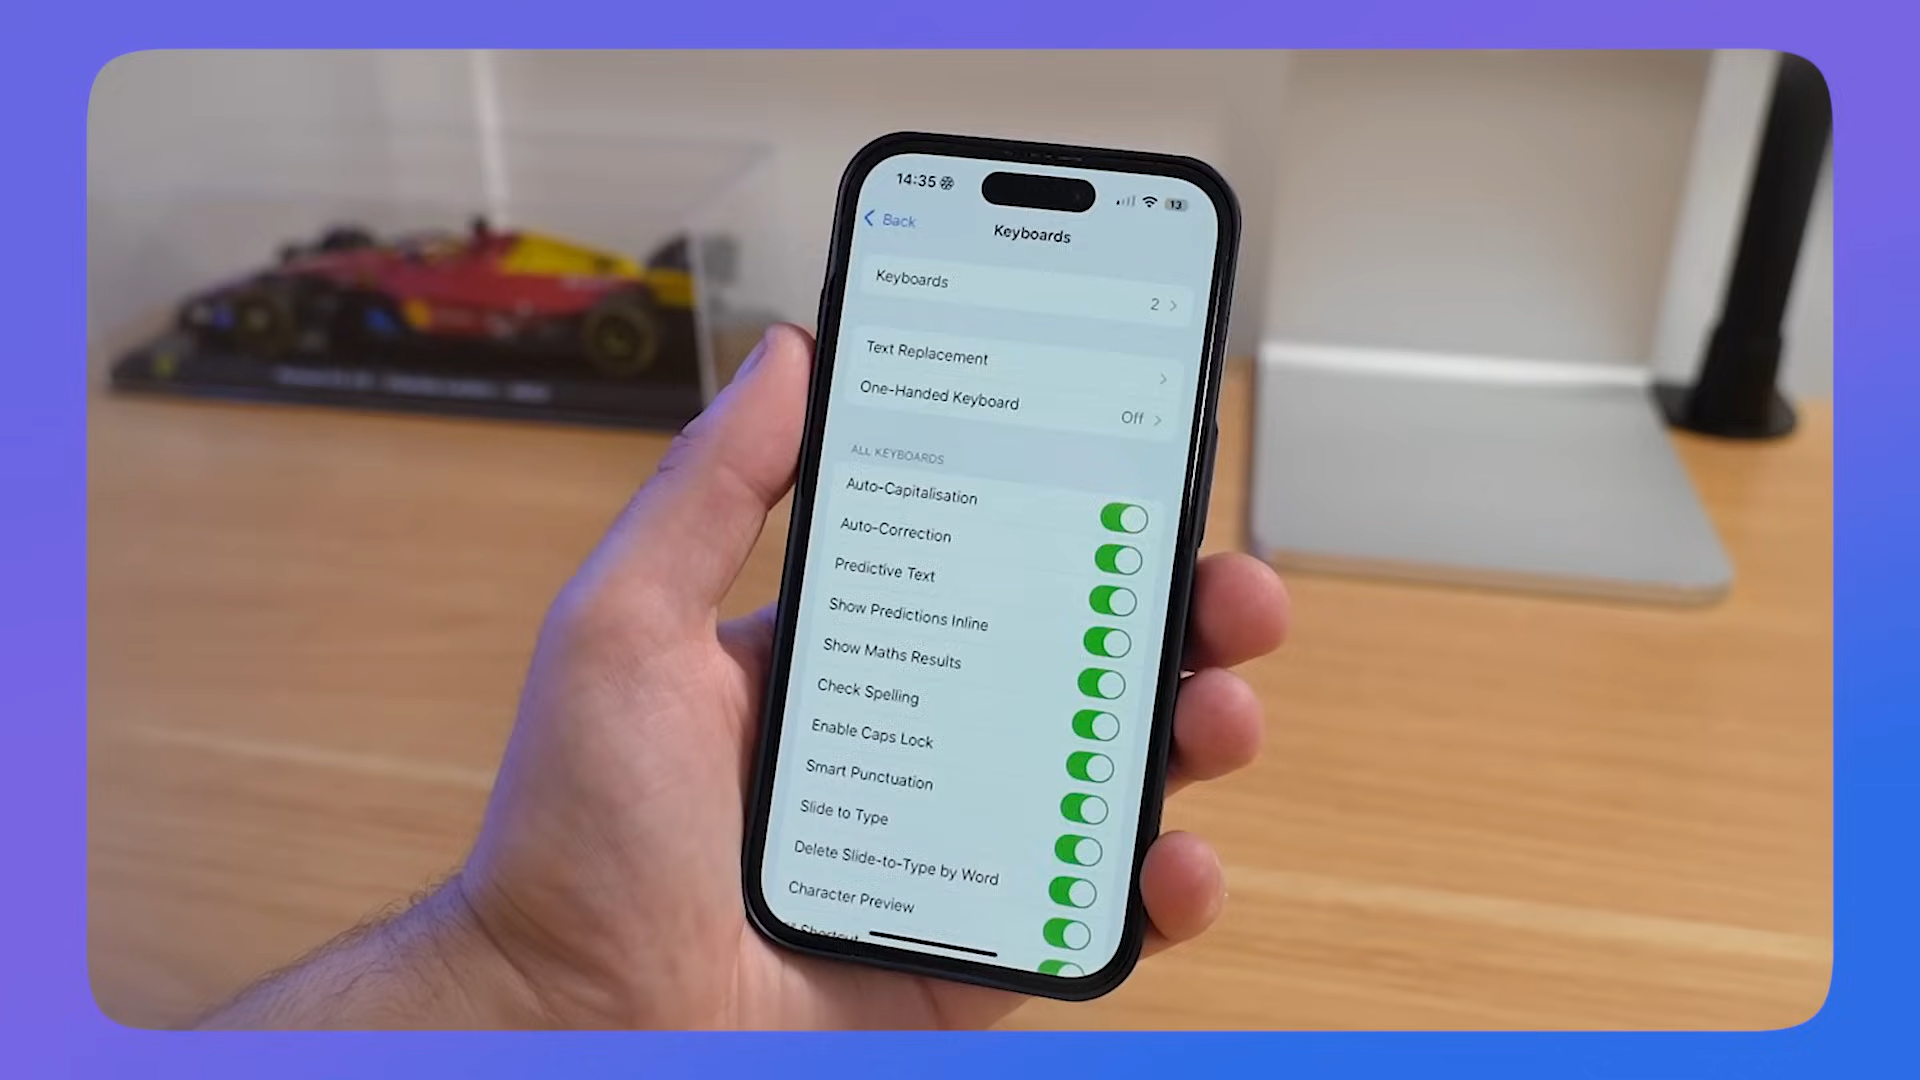 14:35
13
Back
Keyboards
Keyboards
2
Text Replacement
One-Handed Keyboard
Off
ALL KEYBOARDS
Auto-Capitalisation
Auto-Correction
Predictive Text
Show Predictions Inline
Show Maths Results
Check Spelling
Enable Caps Lock
Smart Punctuation
Slide to Type
Delete Slide-to-Type by Word
Character Preview
"." Shortcut